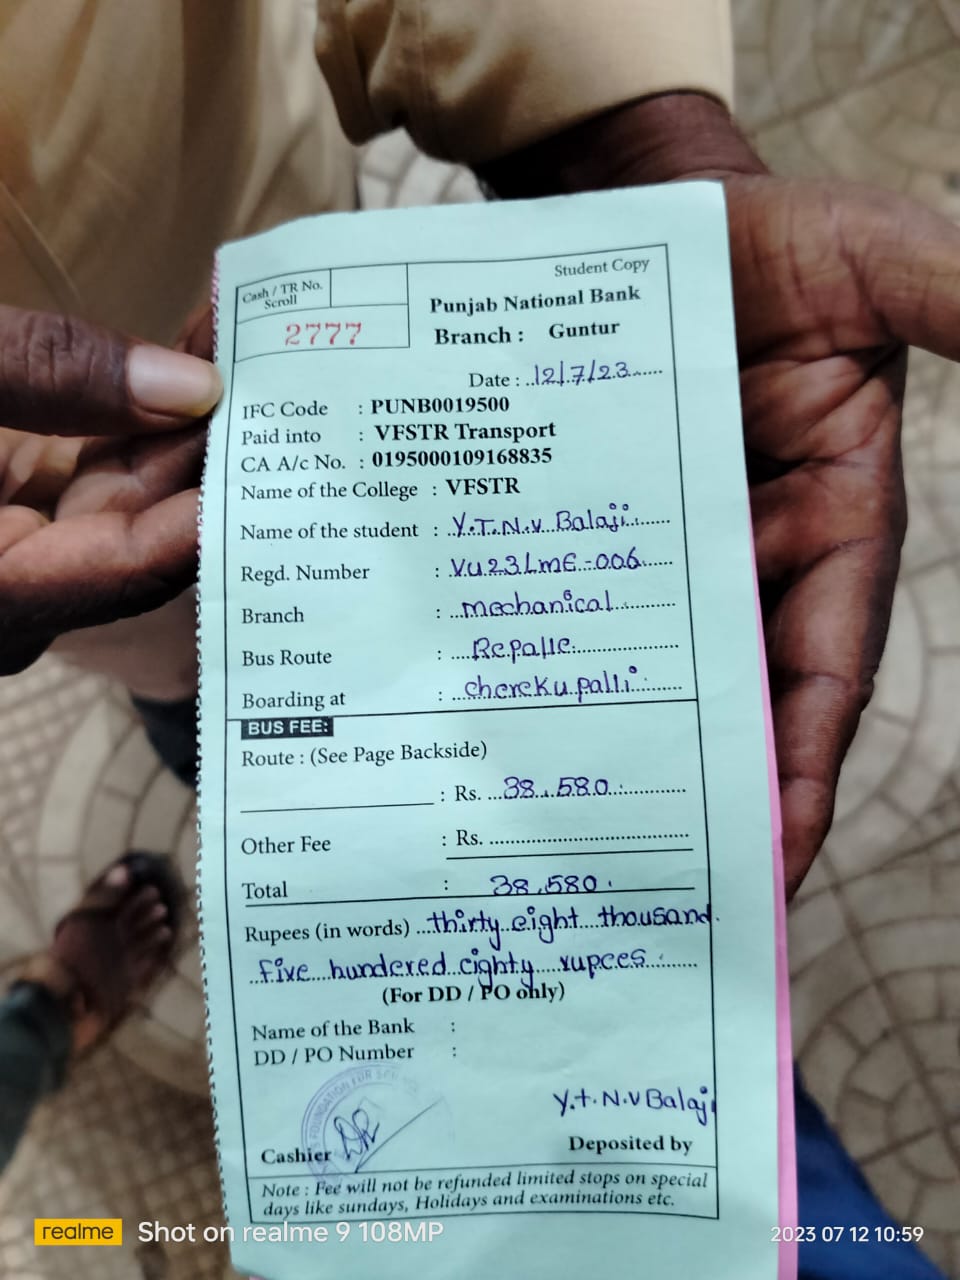 Student Copy
Cash / TR No.
Scroll
2777
Punjab National Bank
Branch : Guntur
Date : 12/7/23
IFC Code : PUNB0019500
Paid into : VFSTR Transport
CA A/c No. : 0195000109168835
Name of the College : VFSTR
Name of the student : Y.T.N.V Balaji
Regd. Number : VU23LME-006
Branch : mechanical
Bus Route : Repalle
Boarding at : cherekupalli
BUS FEE:
Route : (See Page Backside)
: Rs. 38,580
Other Fee : Rs.
Total : 38,580
Rupees (in words) thirty eight thousand
five hundered eighty rupees
(For DD / PO only)
Name of the Bank :
DD / PO Number :
FOUNDATION FOR
Y.t.N.V Balaji
Cashier
Deposited by
Note : Fee will not be refunded limited stops on special
days like sundays, Holidays and examinations etc.
realme Shot on realme 9 108MP
2023 07 12 10:59